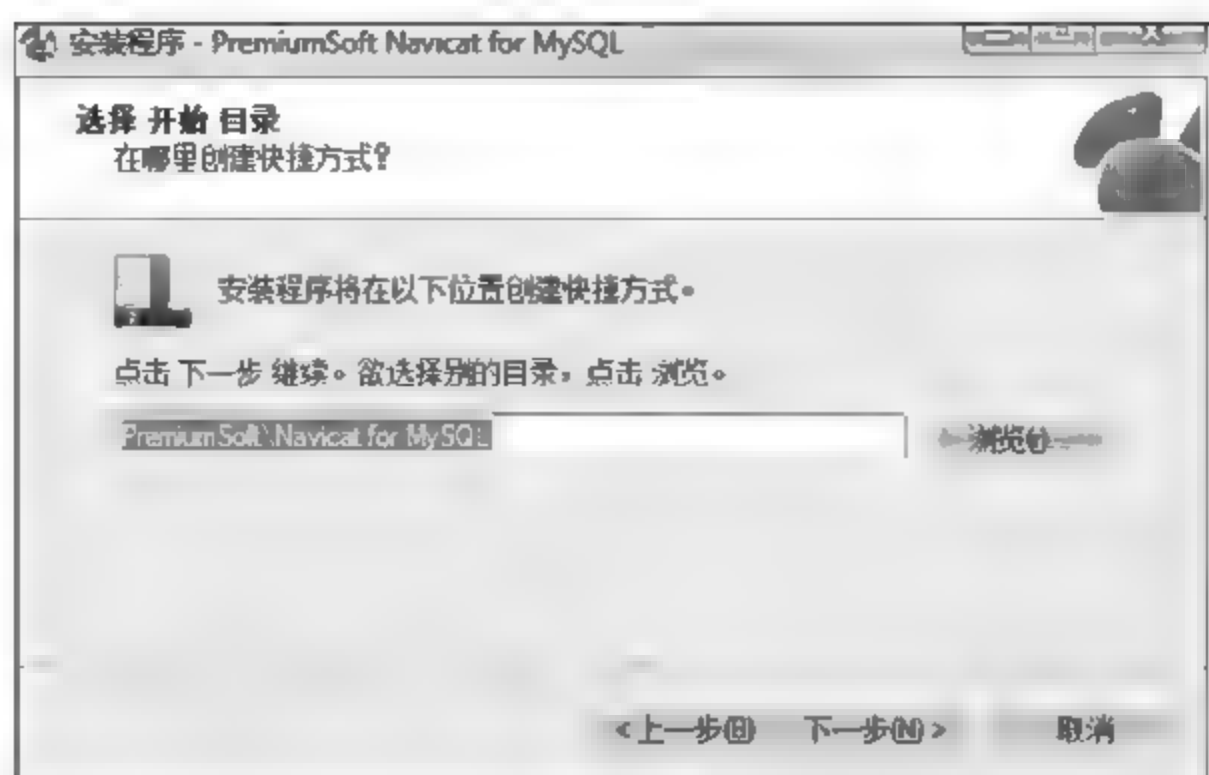 安装程序 - PremiumSoft Navicat for MySQL
选择 开始 目录
在哪里创建快捷方式?
安装程序将在以下位置创建快捷方式。
点击 下一步 继续。欲选择别的目录，点击 浏览。
PremiumSoft\Navicat for MySQL
浏览
<上一步(B) 下一步(N)> 取消